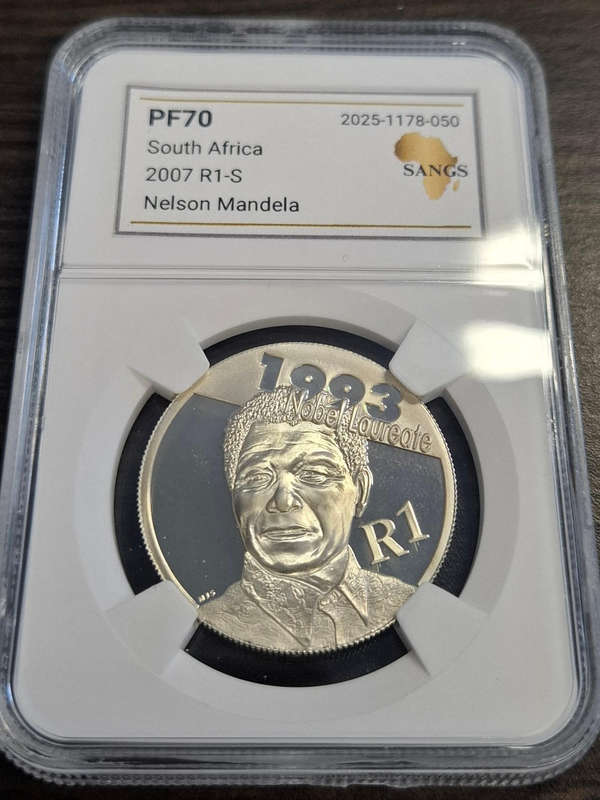 PF70
2025-1178-050
South Africa
2007 R1-S
Nelson Mandela
SANGS
1993
Nobel Laureate
R1